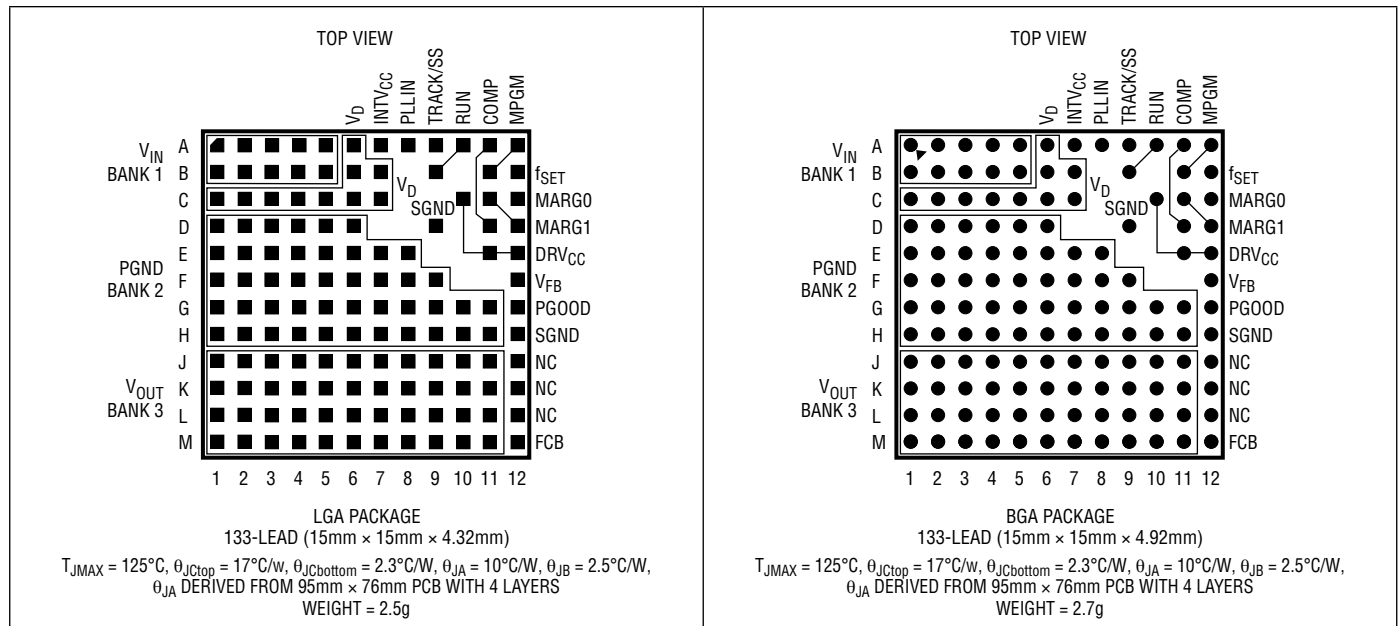 TOP VIEW
VD
INTVCC
PLLIN
TRACK/SS
RUN
COMP
MPGM
VIN
BANK 1
PGND
BANK 2
VOUT
BANK 3
A
B
C
D
E
F
G
H
J
K
L
M
VD
SGND
fSET
MARG0
MARG1
DRVCC
VFB
PGOOD
SGND
NC
NC
NC
FCB
1 2 3 4 5 6 7 8 9 10 11 12
LGA PACKAGE
133-LEAD (15mm × 15mm × 4.32mm)
TJMAX = 125°C, θJCtop = 17°C/w, θJCbottom = 2.3°C/W, θJA = 10°C/W, θJB = 2.5°C/W,
θJA DERIVED FROM 95mm × 76mm PCB WITH 4 LAYERS
WEIGHT = 2.5g
TOP VIEW
VD
INTVCC
PLLIN
TRACK/SS
RUN
COMP
MPGM
VIN
BANK 1
PGND
BANK 2
VOUT
BANK 3
A
B
C
D
E
F
G
H
J
K
L
M
VD
SGND
fSET
MARG0
MARG1
DRVCC
VFB
PGOOD
SGND
NC
NC
NC
FCB
1 2 3 4 5 6 7 8 9 10 11 12
BGA PACKAGE
133-LEAD (15mm × 15mm × 4.92mm)
TJMAX = 125°C, θJCtop = 17°C/w, θJCbottom = 2.3°C/W, θJA = 10°C/W, θJB = 2.5°C/W,
θJA DERIVED FROM 95mm × 76mm PCB WITH 4 LAYERS
WEIGHT = 2.7g